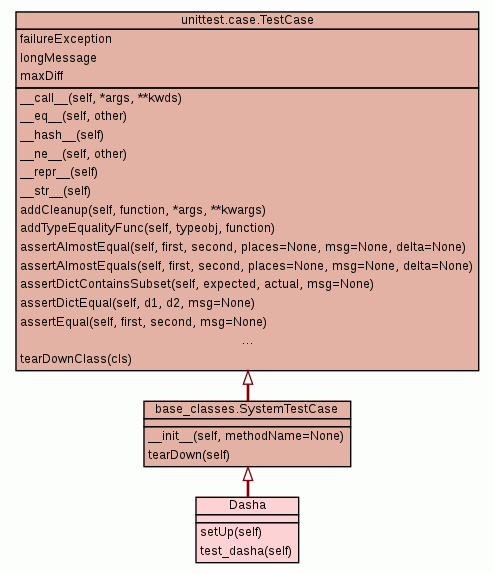 unittest.case.TestCase
failureException
longMessage
maxDiff
__call__(self, *args, **kwds)
__eq__(self, other)
__hash__(self)
__ne__(self, other)
__repr__(self)
__str__(self)
addCleanup(self, function, *args, **kwargs)
addTypeEqualityFunc(self, typeobj, function)
assertAlmostEqual(self, first, second, places=None, msg=None, delta=None)
assertAlmostEquals(self, first, second, places=None, msg=None, delta=None)
assertDictContainsSubset(self, expected, actual, msg=None)
assertDictEqual(self, d1, d2, msg=None)
assertEqual(self, first, second, msg=None)
...
tearDownClass(cls)
base_classes.SystemTestCase
__init__(self, methodName=None)
tearDown(self)
Dasha
setUp(self)
test_dasha(self)